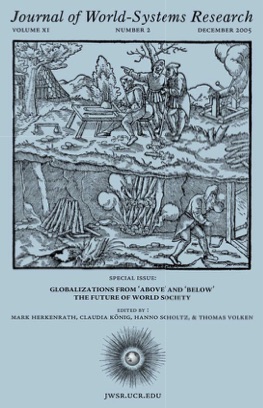 Journal of World-Systems Research
VOLUME XI NUMBER 2 DECEMBER 2005
SPECIAL ISSUE:
GLOBALIZATIONS FROM 'ABOVE' AND 'BELOW'
THE FUTURE OF WORLD SOCIETY
EDITED BY :
MARK HERKENRATH, CLAUDIA KÖNIG, HANNO SCHOLTZ, & THOMAS VOLKEN
JWSR.UCR.EDU